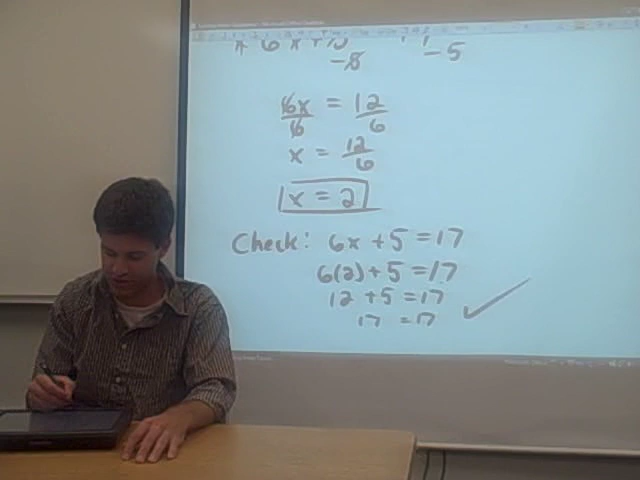 -5 -5
6x/6 = 12/6
x = 12/6
x = 2
Check: 6x + 5 = 17
6(2) + 5 = 17
12 + 5 = 17
17 = 17